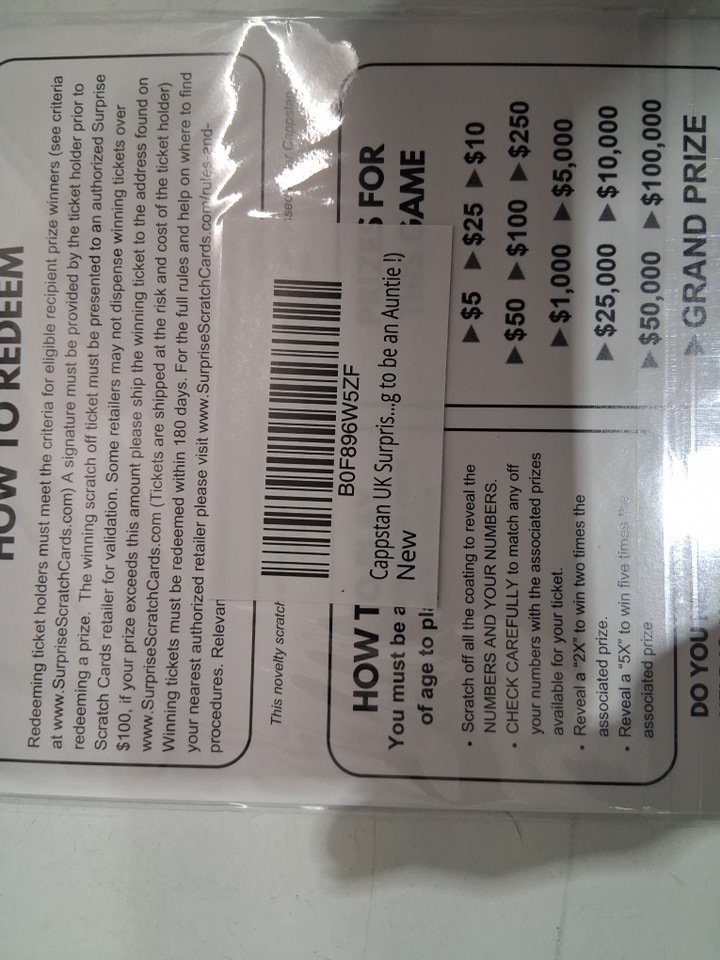 HOW TO REDEEM
Redeeming ticket holders must meet the criteria for eligible recipient prize winners (see criteria
at www.SurpriseScratchCards.com) A signature must be provided by the ticket holder prior to
redeeming a prize. The winning scratch off ticket must be presented to an authorized Surprise
Scratch Cards retailer for validation. Some retailers may not dispense winning tickets over
$100, if your prize exceeds this amount please ship the winning ticket to the address found on
www.SurpriseScratchCards.com (Tickets are shipped at the risk and cost of the ticket holder)
Winning tickets must be redeemed within 180 days. For the full rules and help on where to find
your nearest authorized retailer please visit www.SurpriseScratchCards.com/rules-and-
procedures. Relevan
This novelty scratch
Cappstan
B0F896W5ZF
Cappstan UK Surpris...g to be an Auntie !)
New
HOW T
You must be a
of age to pl
• Scratch off all the coating to reveal the
NUMBERS AND YOUR NUMBERS.
• CHECK CAREFULLY to match any off
your numbers with the associated prizes
available for your ticket.
• Reveal a “2X” to win two times the
associated prize.
• Reveal a “5X” to win five times the
associated prize.
S FOR
GAME
▶$5 ▶$25 ▶$10
▶$50 ▶$100 ▶$250
▶$1,000 ▶$5,000
▶$25,000 ▶$10,000
▶$50,000 ▶$100,000
▶GRAND PRIZE
DO YOU